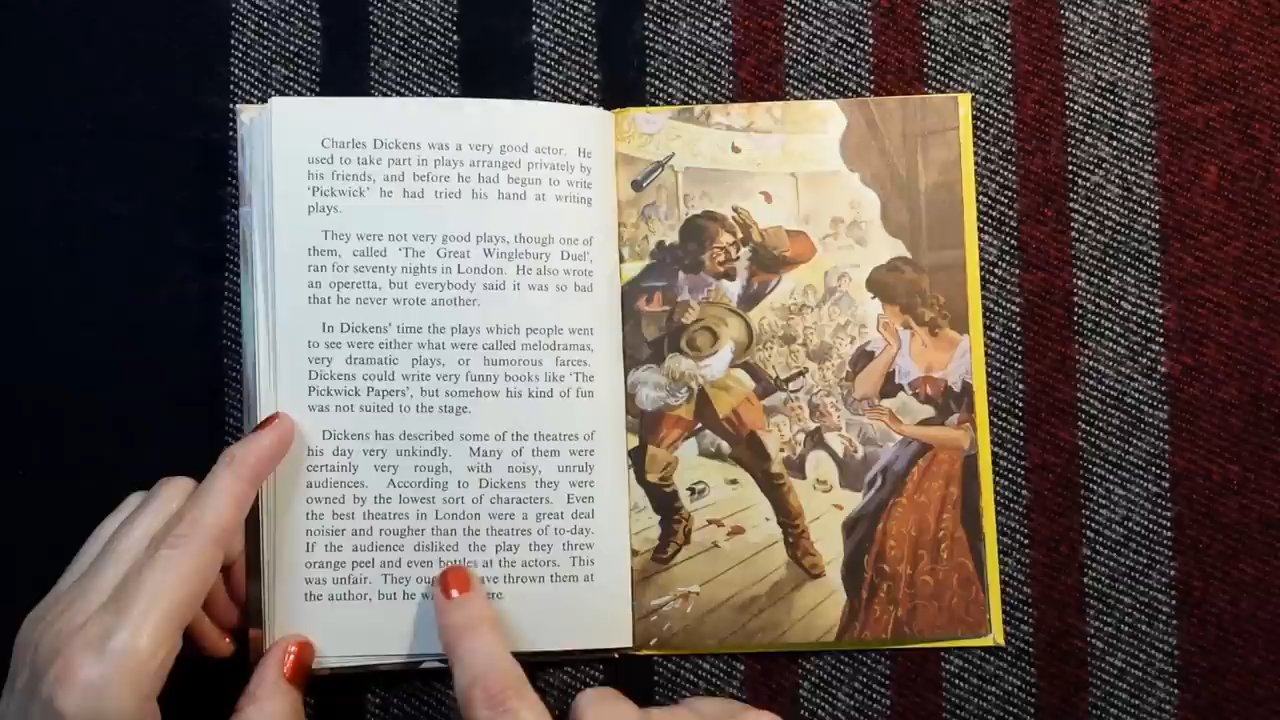 Charles Dickens was a very good actor. He
used to take part in plays arranged privately by
his friends, and before he had begun to write
‘Pickwick’ he had tried his hand at writing
plays.
They were not very good plays, though one of
them, called ‘The Great Winglebury Duel’,
ran for seventy nights in London. He also wrote
an operetta, but everybody said it was so bad
that he never wrote another.
In Dickens’ time the plays which people went
to see were either what were called melodramas,
very dramatic plays, or humorous farces.
Dickens could write very funny books like ‘The
Pickwick Papers’, but somehow his kind of fun
was not suited to the stage.
Dickens has described some of the theatres of
his day very unkindly. Many of them were
certainly very rough, with noisy, unruly
audiences. According to Dickens they were
owned by the lowest sort of characters. Even
the best theatres in London were a great deal
noisier and rougher than the theatres of to-day.
If the audience disliked the play they threw
orange peel and even bottles at the actors. This
was unfair. They thrown them at
the author, but he